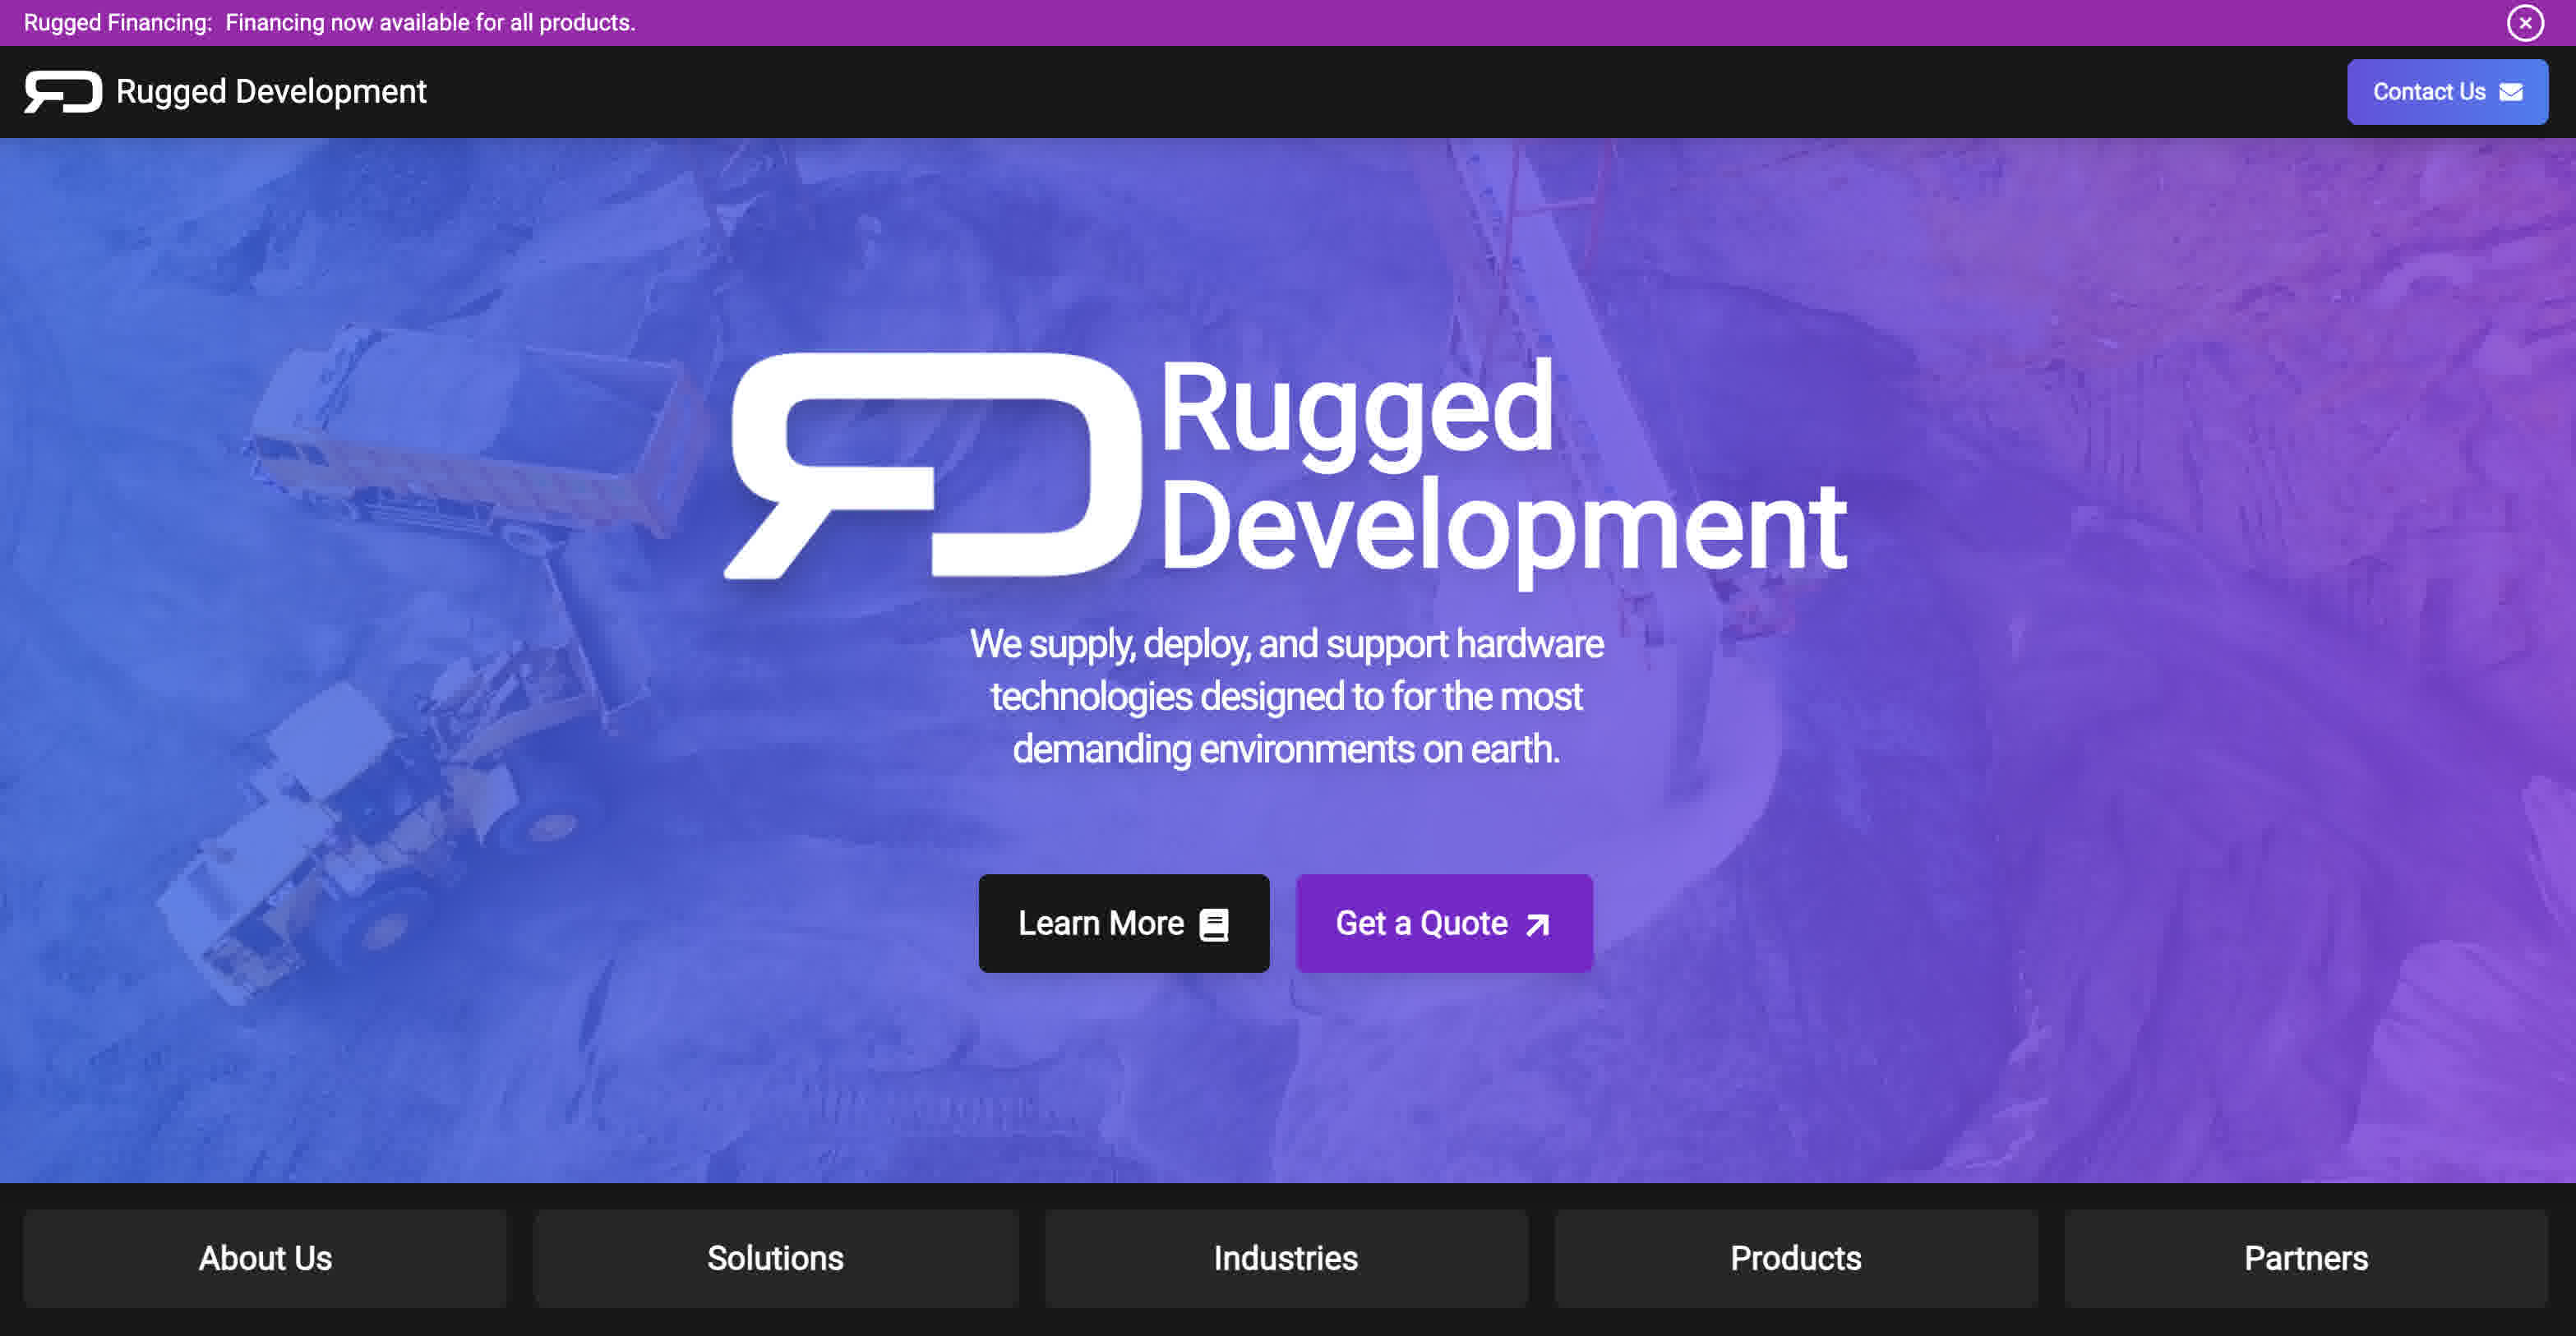 Rugged Financing: Financing now available for all products.
Rugged Development
Contact Us
Rugged
Development
We supply, deploy, and support hardware
technologies designed to for the most
demanding environments on earth.
Learn More
Get a Quote
About Us
Solutions
Industries
Products
Partners